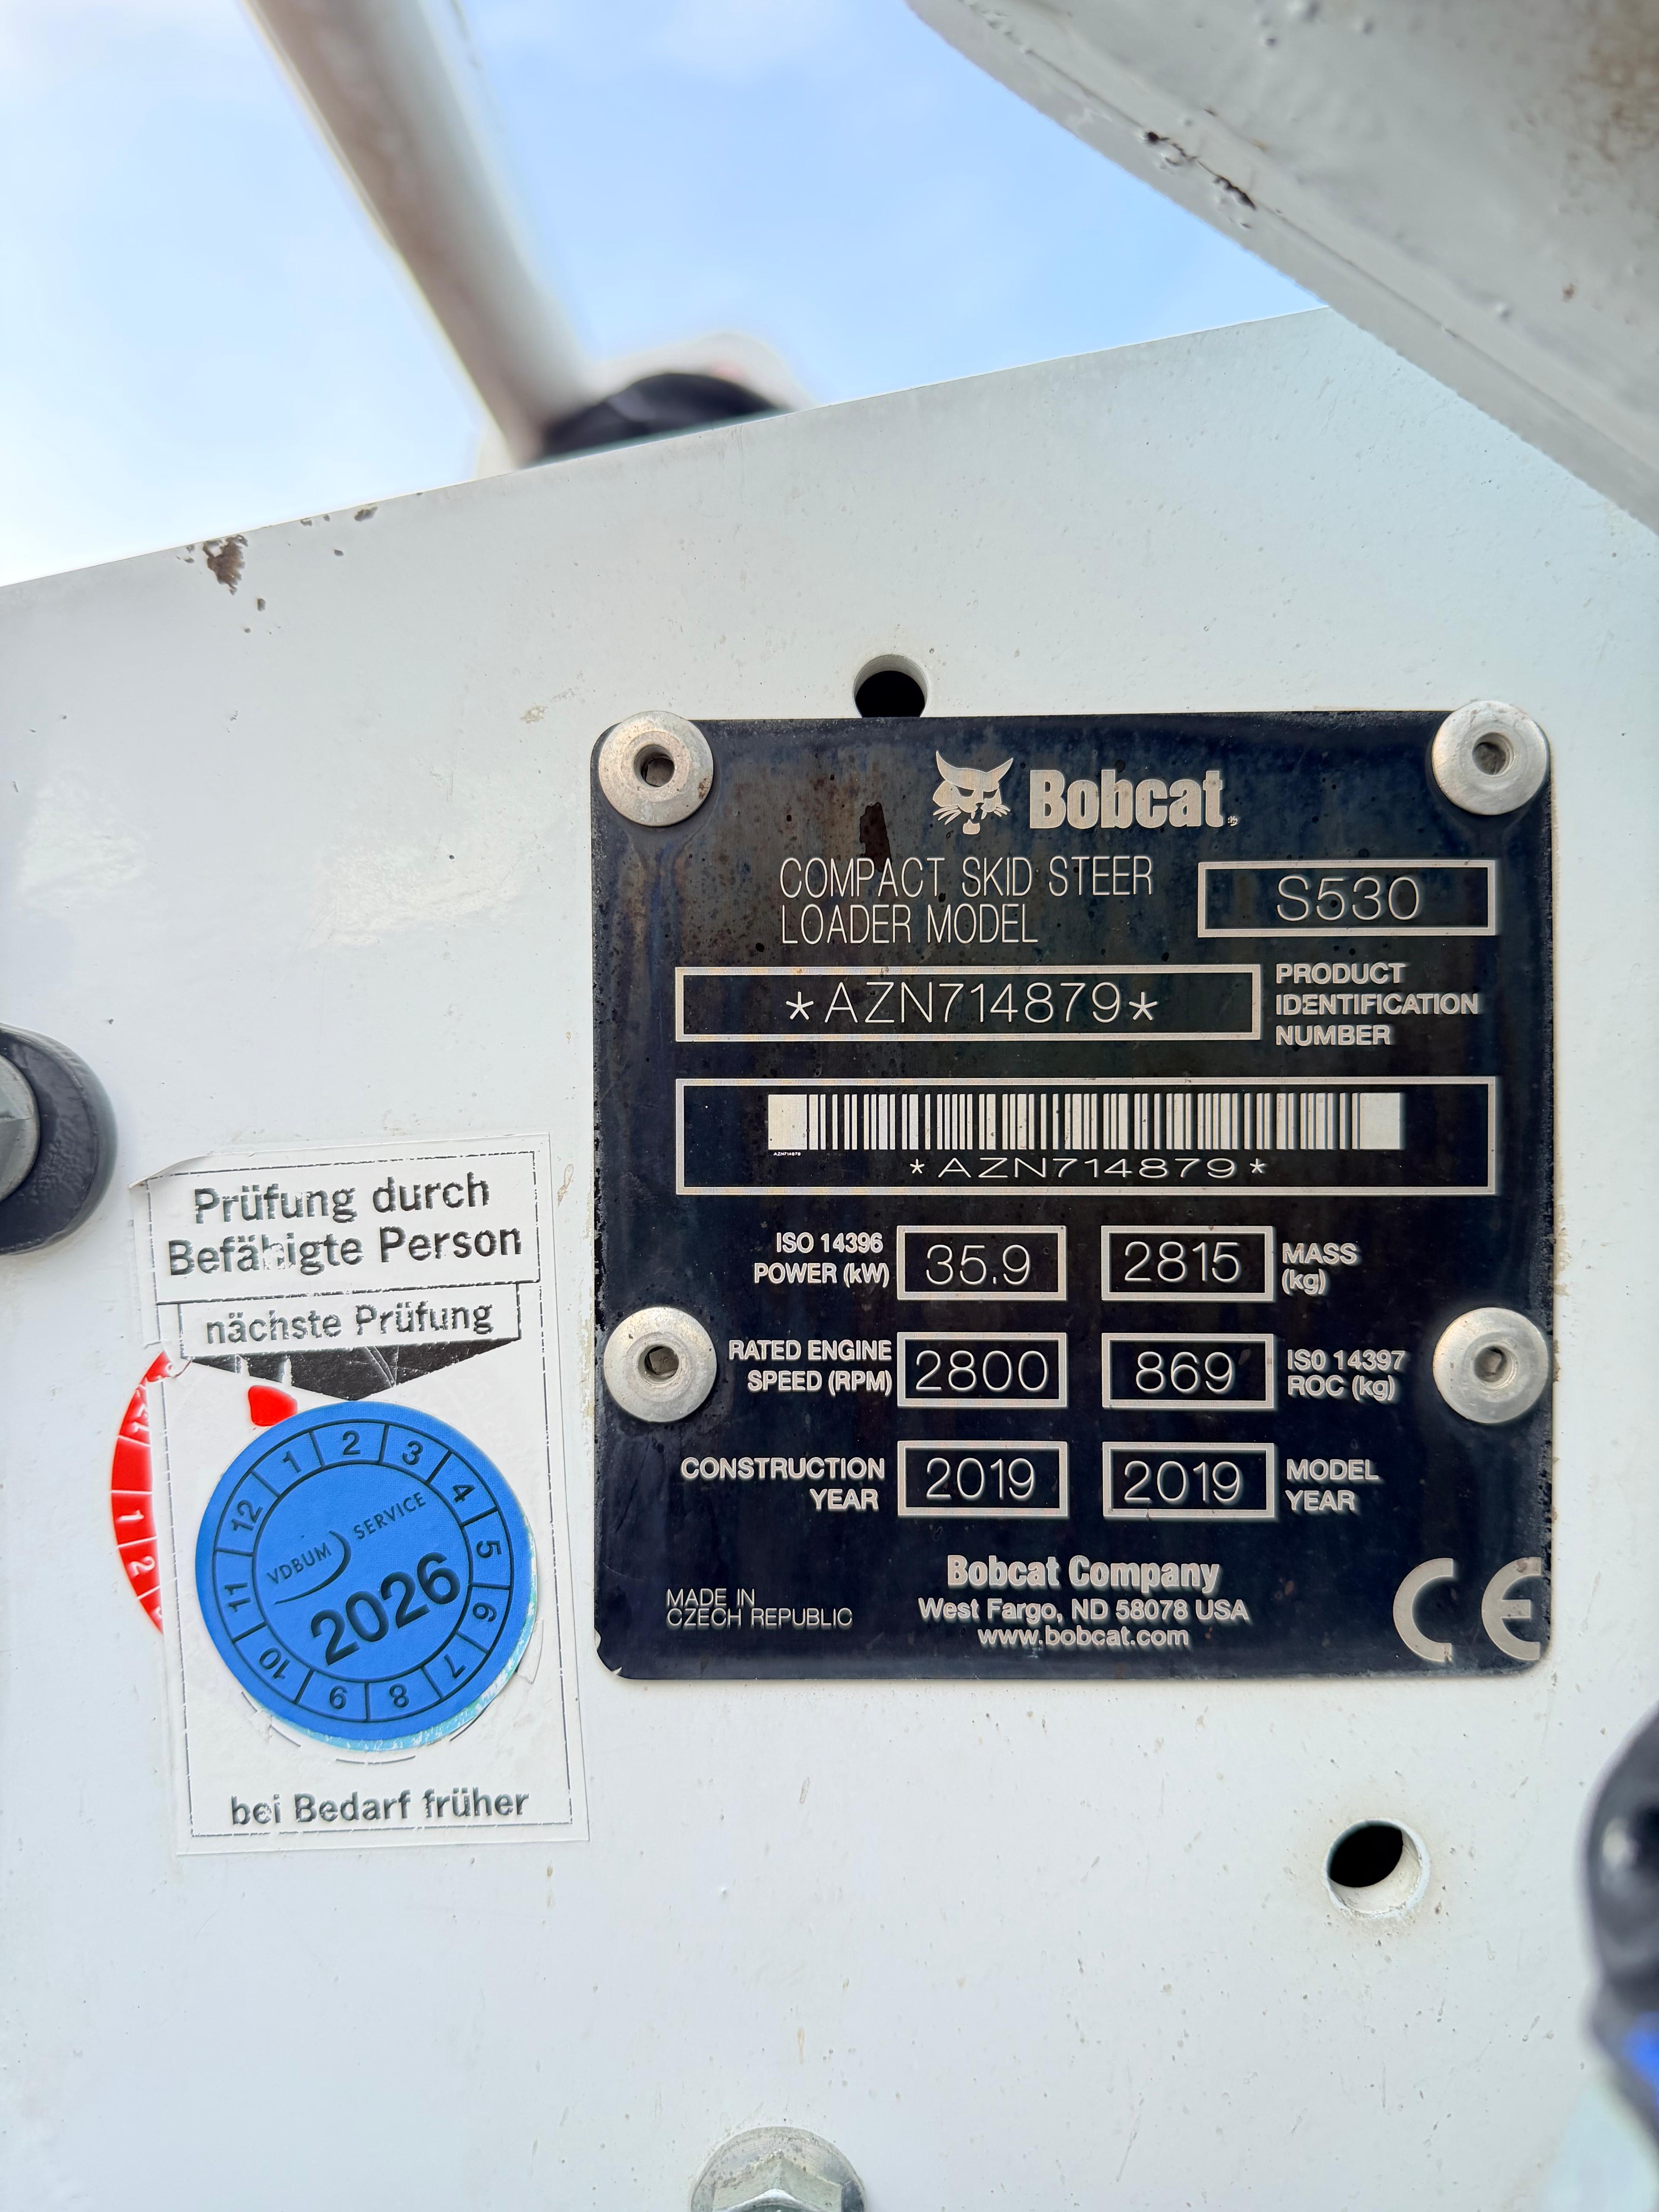 Bobcat
COMPACT SKID STEER
LOADER MODEL
S530
*AZN714879*
PRODUCT
IDENTIFICATION
NUMBER
AZN714879
*AZN714879*
ISO 14396
POWER (kW)
35.9
2815
MASS
(kg)
RATED ENGINE
SPEED (RPM)
2800
869
ISO 14397
ROC (kg)
CONSTRUCTION
YEAR
2019
2019
MODEL
YEAR
MADE IN
CZECH REPUBLIC
Bobcat Company
West Fargo, ND 58078 USA
www.bobcat.com
CE
Prüfung durch
Befähigte Person
nächste Prüfung
1 2 3 4 5 6 7 8 9 10 11 12
VDBUM SERVICE
2026
1 2
bei Bedarf früher